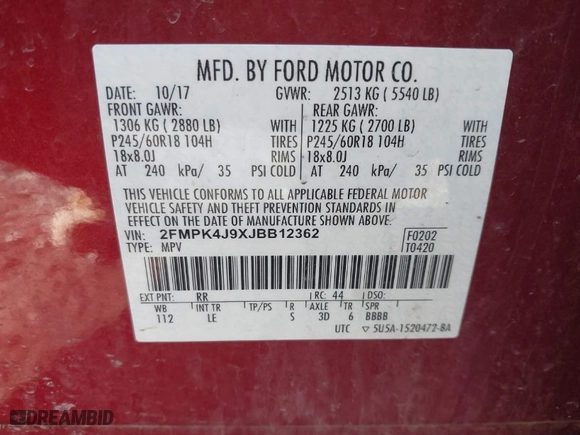 MFD. BY FORD MOTOR CO.
DATE: 10/17 GVWR: 2513 KG ( 5540 LB)
FRONT GAWR: REAR GAWR:
1306 KG ( 2880 LB) WITH 1225 KG ( 2700 LB) WITH
P245/60R18 104H TIRES P245/60R18 104H TIRES
18x8.0J RIMS 18x8.0J RIMS
AT 240 kPa/ 35 PSI COLD AT 240 kPa/ 35 PSI COLD
THIS VEHICLE CONFORMS TO ALL APPLICABLE FEDERAL MOTOR
VEHICLE SAFETY AND THEFT PREVENTION STANDARDS IN
EFFECT ON THE DATE OF MANUFACTURE SHOWN ABOVE.
VIN: 2FMPK4J9XJBB12362 F0202
TYPE: MPV T0420
EXT PNT: RR RC: 44 DSO:
WB INT TR TP/PS R AXLE TR SPR
112 LE S 3D 6 BBBB
UTC ▽ 5U5A-1520472-BA
DREAMBID